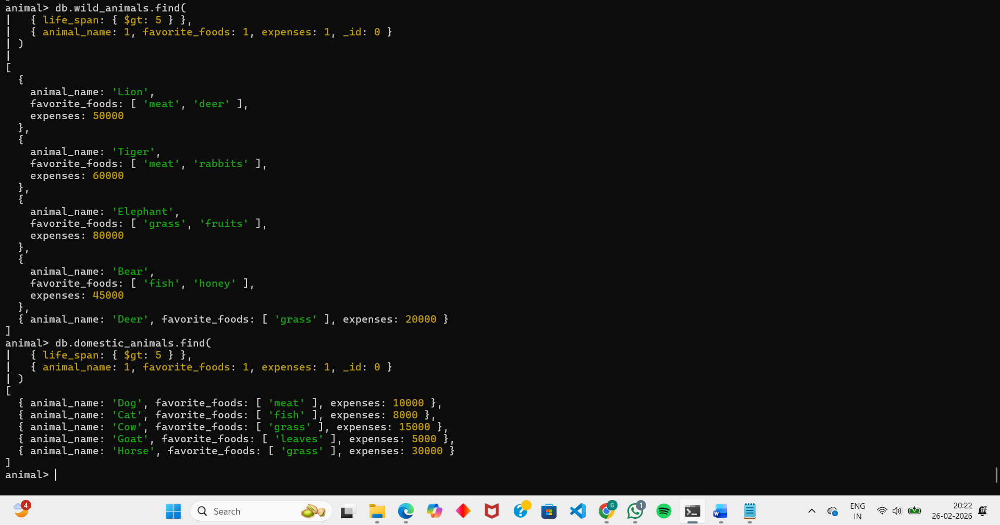 animal> db.wild_animals.find(
|   { life_span: { $gt: 5 } },
|   { animal_name: 1, favorite_foods: 1, expenses: 1, _id: 0 }
| )
|
[
  {
    animal_name: 'Lion',
    favorite_foods: [ 'meat', 'deer' ],
    expenses: 50000
  },
  {
    animal_name: 'Tiger',
    favorite_foods: [ 'meat', 'rabbits' ],
    expenses: 60000
  },
  {
    animal_name: 'Elephant',
    favorite_foods: [ 'grass', 'fruits' ],
    expenses: 80000
  },
  {
    animal_name: 'Bear',
    favorite_foods: [ 'fish', 'honey' ],
    expenses: 45000
  },
  { animal_name: 'Deer', favorite_foods: [ 'grass' ], expenses: 20000 }
]
animal> db.domestic_animals.find(
|   { life_span: { $gt: 5 } },
|   { animal_name: 1, favorite_foods: 1, expenses: 1, _id: 0 }
| )
[
  { animal_name: 'Dog', favorite_foods: [ 'meat' ], expenses: 10000 },
  { animal_name: 'Cat', favorite_foods: [ 'fish' ], expenses: 8000 },
  { animal_name: 'Cow', favorite_foods: [ 'grass' ], expenses: 15000 },
  { animal_name: 'Goat', favorite_foods: [ 'leaves' ], expenses: 5000 },
  { animal_name: 'Horse', favorite_foods: [ 'grass' ], expenses: 30000 }
]
animal>
4
Search
G
1
W
ENG
IN
20:22
26-02-2026